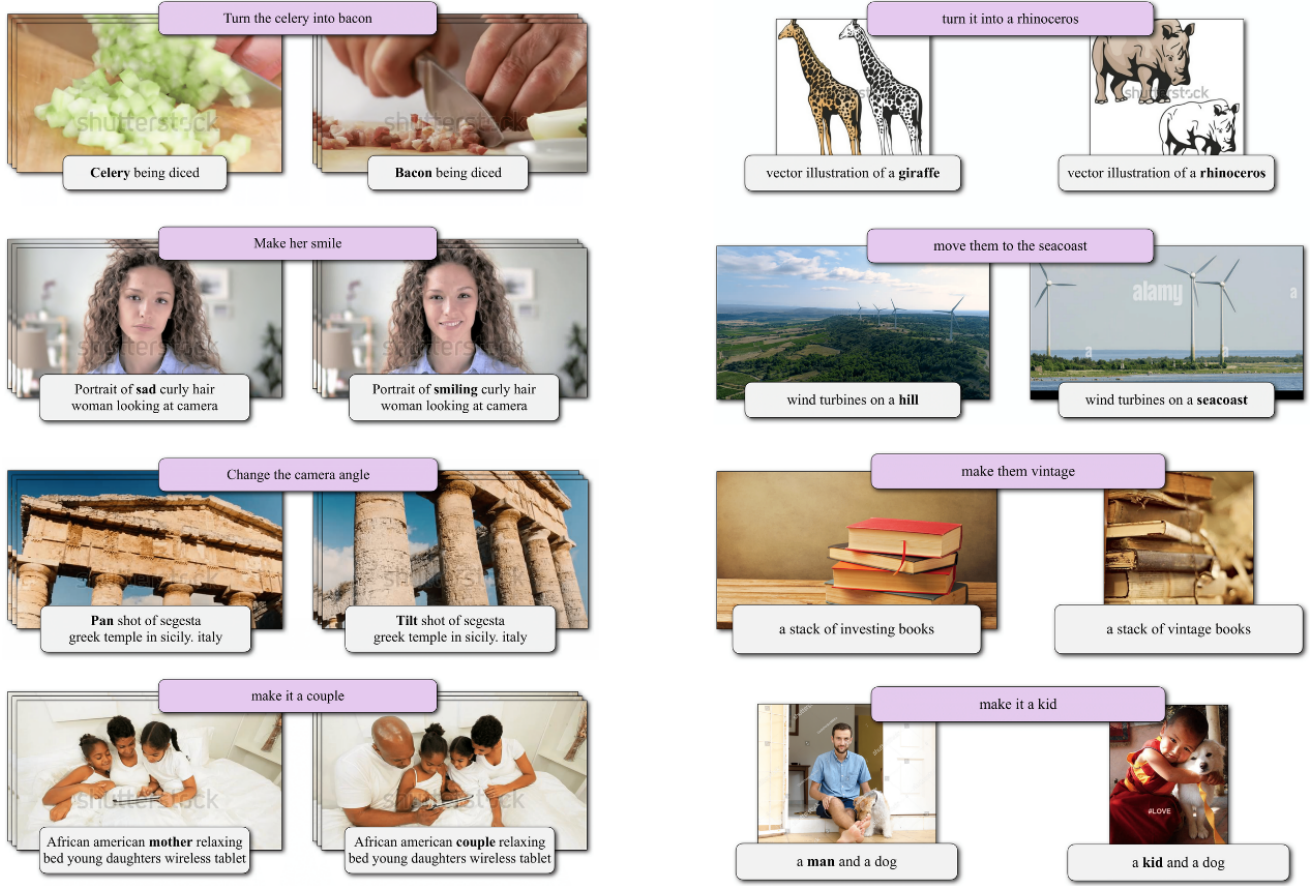 Turn the celery into bacon
shutterstock
shutterstock
Celery being diced
Bacon being diced
Make her smile
shutterstock
shutterstock
Portrait of sad curly hair
woman looking at camera
Portrait of smiling curly hair
woman looking at camera
Change the camera angle
shutterstock
shutterstock
Pan shot of segesta
greek temple in sicily. italy
Tilt shot of segesta
greek temple in sicily. italy
make it a couple
shutterstock
shutterstock
African american mother relaxing
bed young daughters wireless tablet
African american couple relaxing
bed young daughters wireless tablet
turn it into a rhinoceros
shutterstock
vector illustration of a giraffe
vector illustration of a rhinoceros
move them to the seacoast
alamy
a
a
a
wind turbines on a hill
wind turbines on a seacoast
make them vintage
a stack of investing books
a stack of vintage books
make it a kid
#LOVE
a man and a dog
a kid and a dog